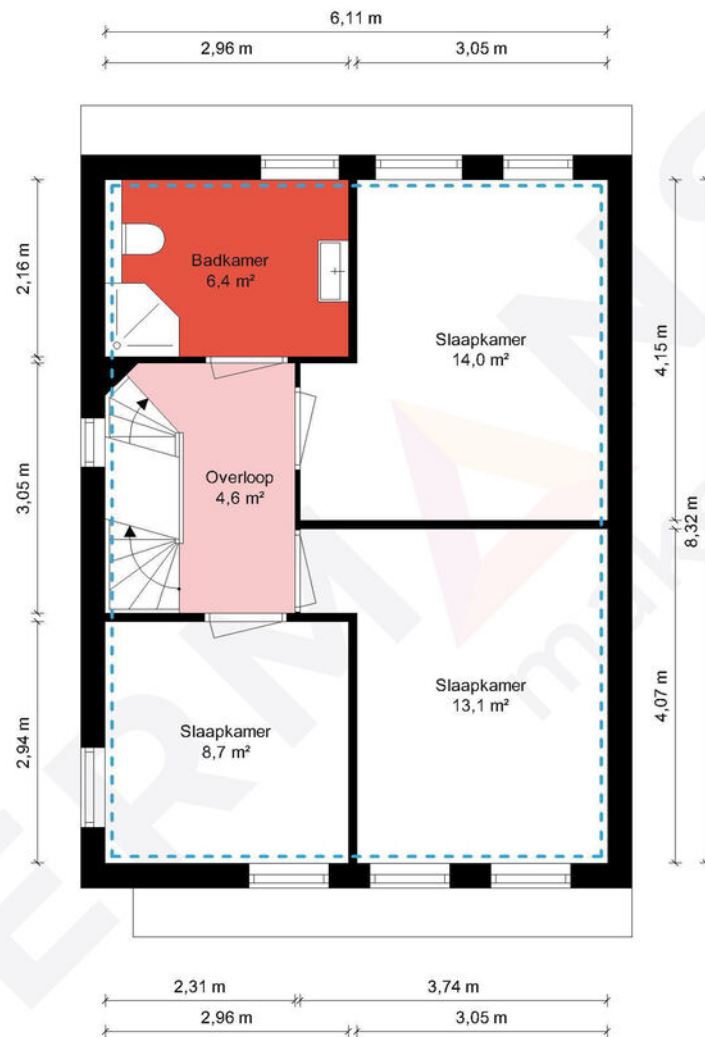 6,11 m
2,96 m
3,05 m
2,16 m
3,05 m
2,94 m
Badkamer
6,4 m²
Slaapkamer
14,0 m²
Overloop
4,6 m²
Slaapkamer
13,1 m²
Slaapkamer
8,7 m²
4,15 m
8,32 m
4,07 m
2,31 m
3,74 m
2,96 m
3,05 m